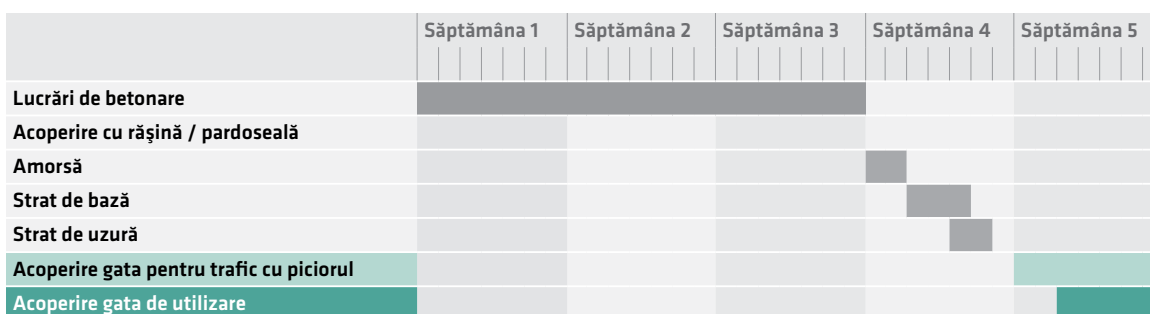 Săptămâna 1 Săptămâna 2 Săptămâna 3 Săptămâna 4 Săptămâna 5
Lucrări de betonare
Acoperire cu rășină / pardoseală
Amorsă
Strat de bază
Strat de uzură
Acoperire gata pentru trafic cu piciorul
Acoperire gata de utilizare